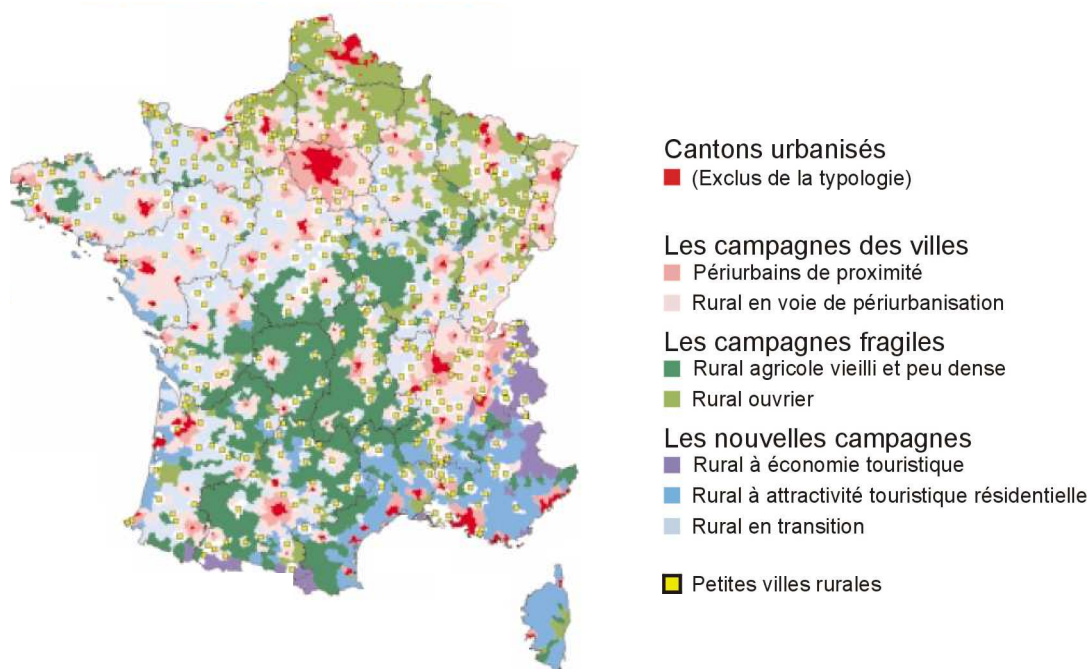 Cantons urbanisés
(Exclus de la typologie)
Les campagnes des villes
Périurbains de proximité
Rural en voie de périurbanisation
Les campagnes fragiles
Rural agricole vieilli et peu dense
Rural ouvrier
Les nouvelles campagnes
Rural à économie touristique
Rural à attractivité touristique résidentielle
Rural en transition
Petites villes rurales